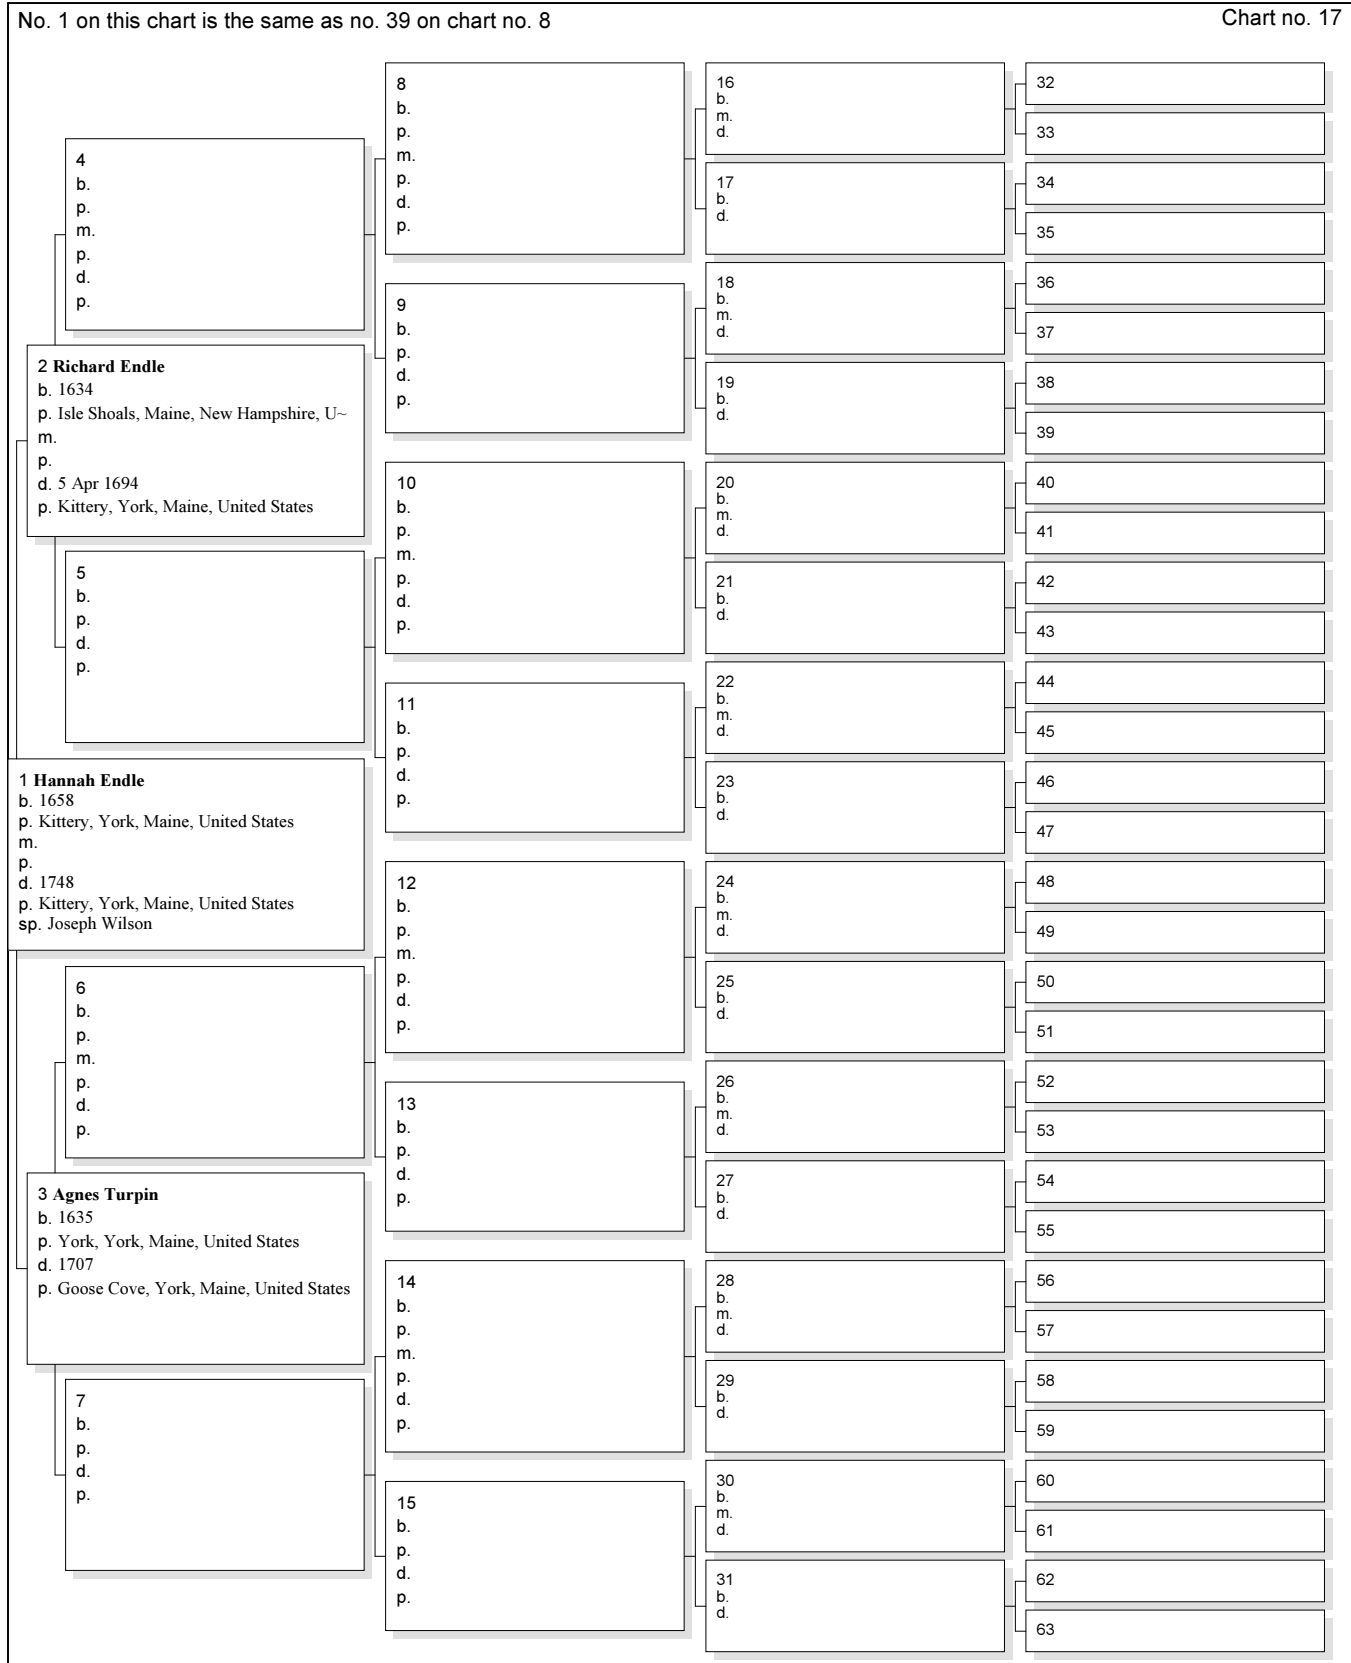 No. 1 on this chart is the same as no. 39 on chart no. 8
Chart no. 17
1 Hannah Endle
b. 1658
p. Kittery, York, Maine, United States
m.
p.
d. 1748
p. Kittery, York, Maine, United States
sp. Joseph Wilson
2 Richard Endle
b. 1634
p. Isle Shoals, Maine, New Hampshire, U~
m.
p.
d. 5 Apr 1694
p. Kittery, York, Maine, United States
3 Agnes Turpin
b. 1635
p. York, York, Maine, United States
d. 1707
p. Goose Cove, York, Maine, United States
4
b.
p.
m.
p.
d.
p.
5
b.
p.
d.
p.
6
b.
p.
m.
p.
d.
p.
7
b.
p.
d.
p.
8
b.
p.
m.
p.
d.
p.
9
b.
p.
d.
p.
10
b.
p.
m.
p.
d.
p.
11
b.
p.
d.
p.
12
b.
p.
m.
p.
d.
p.
13
b.
p.
d.
p.
14
b.
p.
m.
p.
d.
p.
15
b.
p.
d.
p.
16
b.
m.
d.
17
b.
d.
18
b.
m.
d.
19
b.
d.
20
b.
m.
d.
21
b.
d.
22
b.
m.
d.
23
b.
d.
24
b.
m.
d.
25
b.
d.
26
b.
m.
d.
27
b.
d.
28
b.
m.
d.
29
b.
d.
30
b.
m.
d.
31
b.
d.
32
33
34
35
36
37
38
39
40
41
42
43
44
45
46
47
48
49
50
51
52
53
54
55
56
57
58
59
60
61
62
63